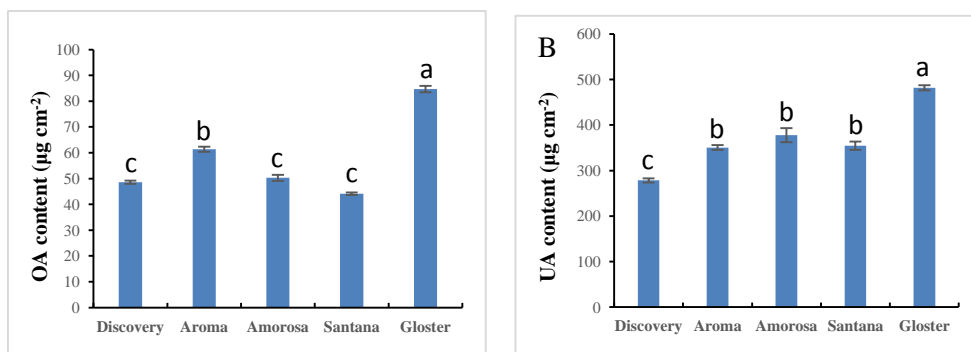 OA content (µg cm-2)
100
90
80
70
60
50
40
30
20
10
0
c
b
c
c
a
Discovery Aroma Amorosa Santana Gloster
B
UA content (µg cm-2)
600
500
400
300
200
100
0
c
b
b
b
a
Discovery Aroma Amorosa Santana Gloster